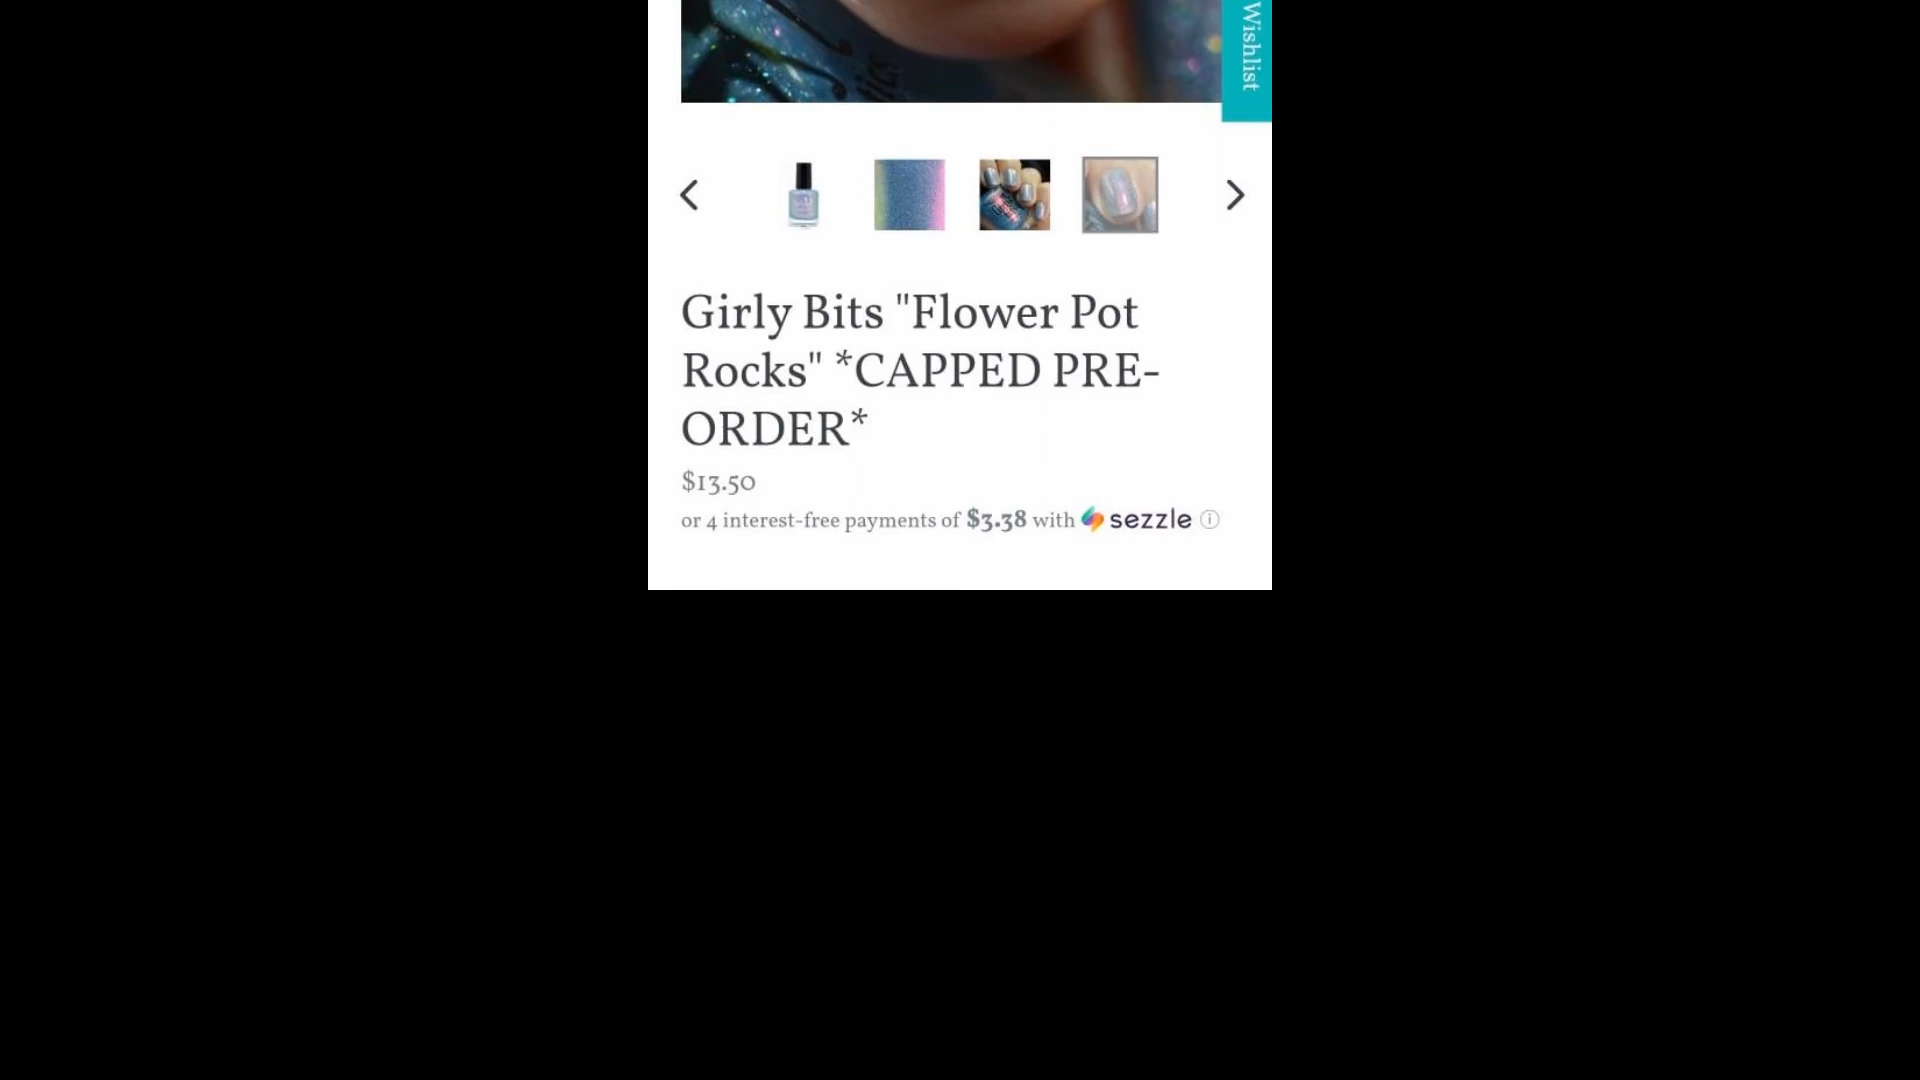 Wishlist
Girly Bits "Flower Pot
Rocks" *CAPPED PRE-
ORDER*
$13.50
or 4 interest-free payments of $3.38 with sezzle ⓘ